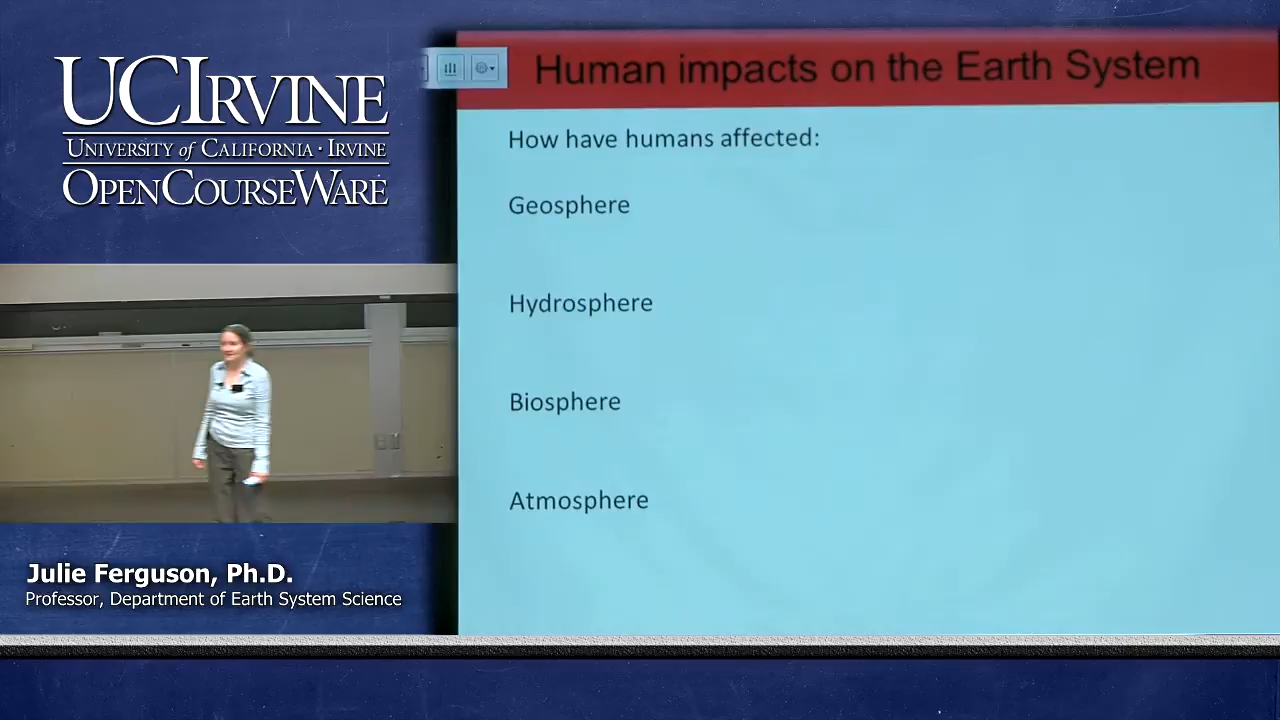 UCIRVINE
UNIVERSITY of CALIFORNIA · IRVINE
OPENCOURSEWARE
Human impacts on the Earth System
How have humans affected:
Geosphere
Hydrosphere
Biosphere
Atmosphere
Julie Ferguson, Ph.D.
Professor, Department of Earth System Science